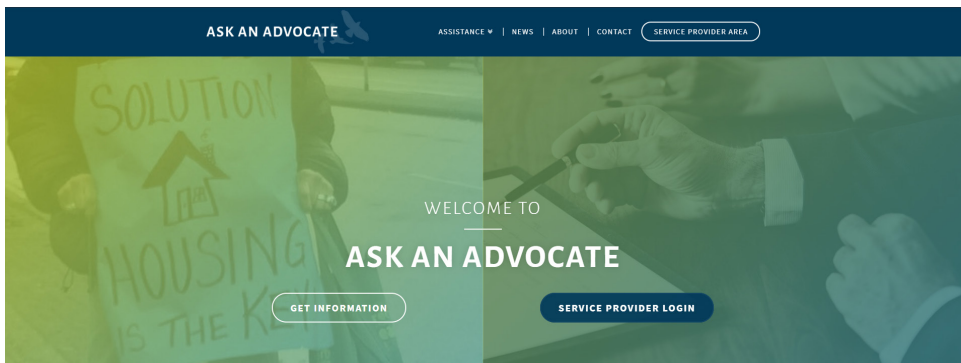 ASK AN ADVOCATE
ASSISTANCE | NEWS | ABOUT | CONTACT SERVICE PROVIDER AREA
SOLUTION
HOUSING
IS THE KEY
WELCOME TO
ASK AN ADVOCATE
GET INFORMATION
SERVICE PROVIDER LOGIN